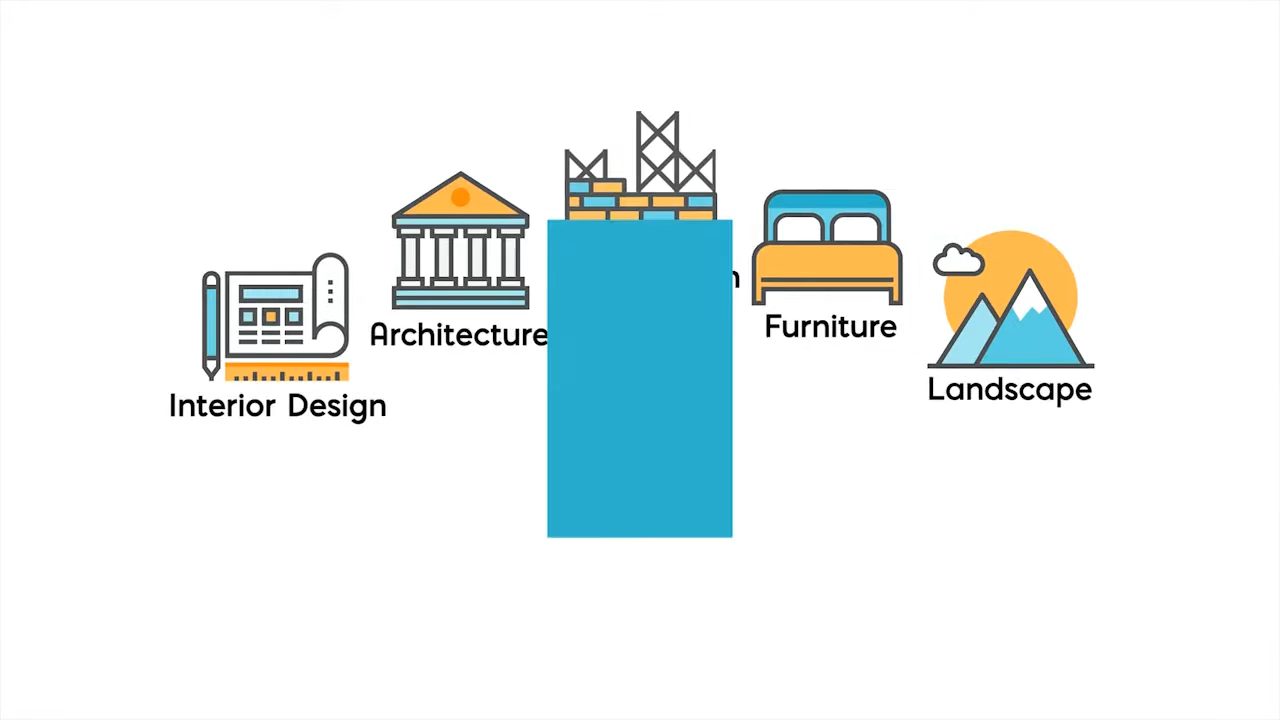 Interior Design
Architecture
Furniture
Landscape